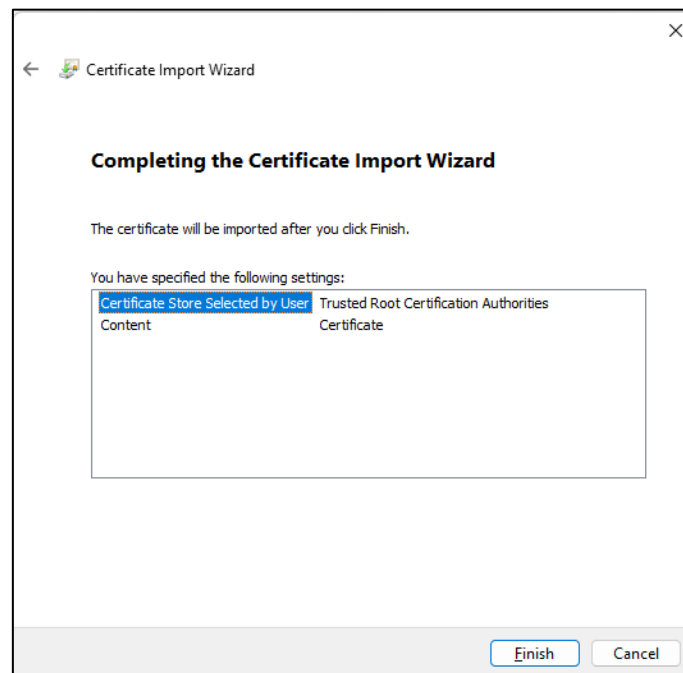 Certificate Import Wizard
Completing the Certificate Import Wizard
The certificate will be imported after you click Finish.
You have specified the following settings:
Certificate Store Selected by User Trusted Root Certification Authorities
Content Certificate
Finish Cancel